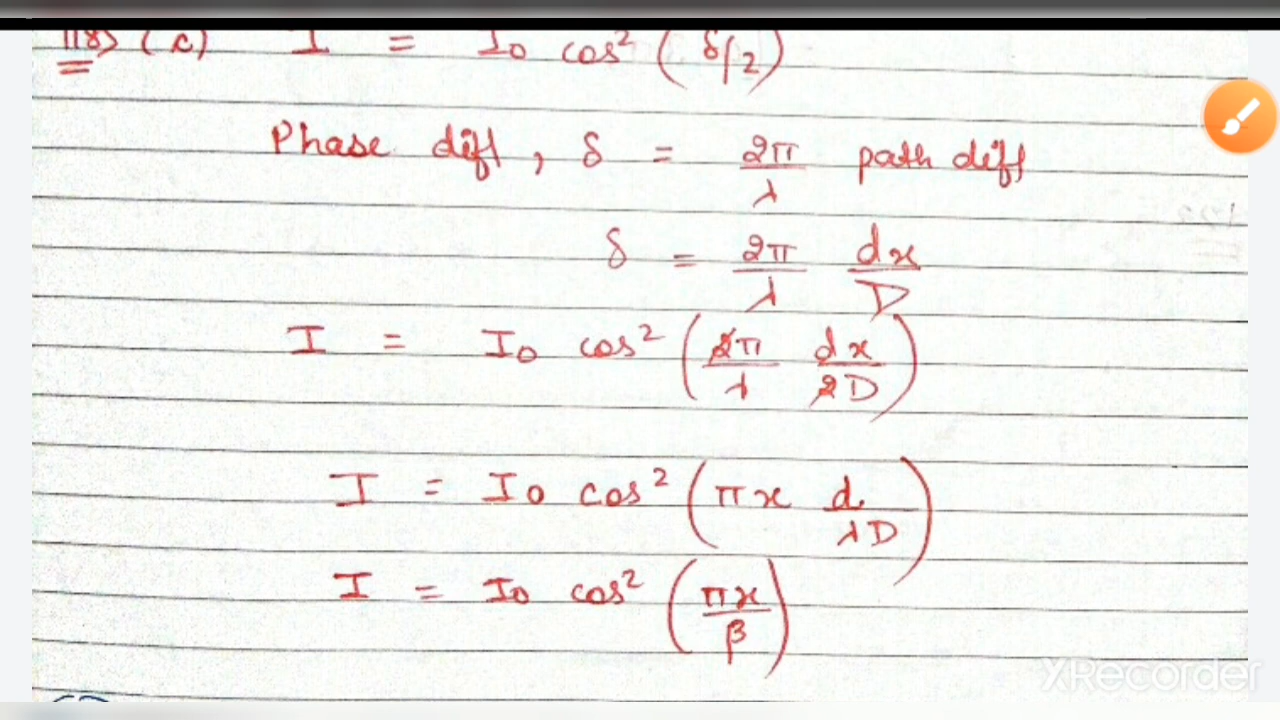 118) (c) I = I0 cos² (δ/2)
Phase diff, δ = 2π/λ path diff
δ = 2π/λ dx/D
I = I0 cos² (2π/λ dx/2D)
I = I0 cos² (πx d/λD)
I = I0 cos² (πx/β)
XRecorder